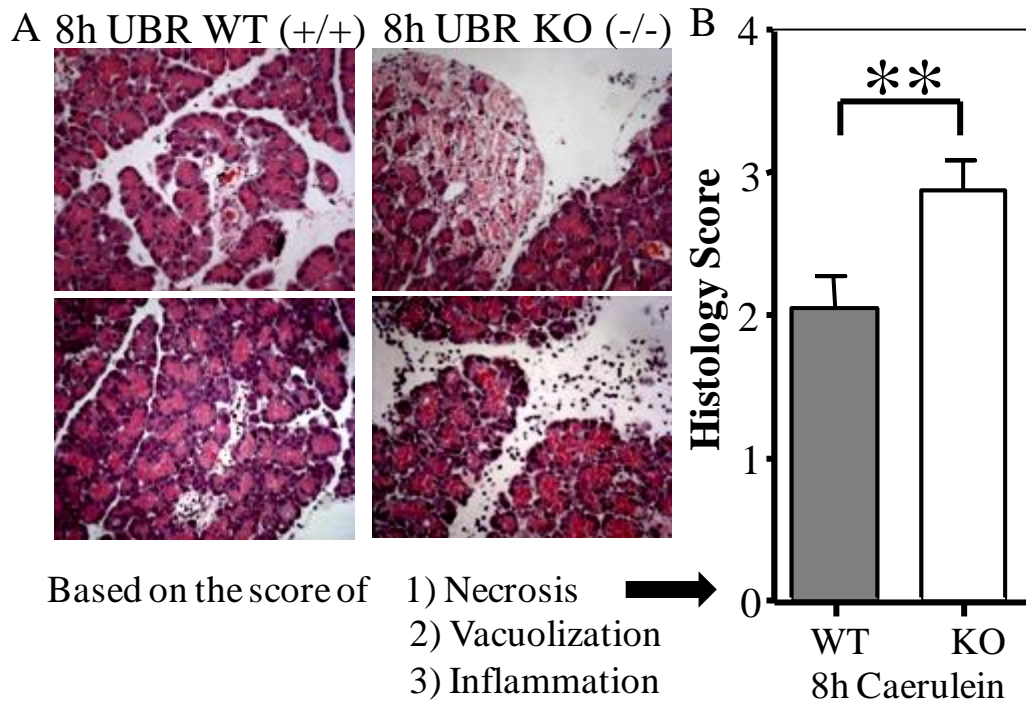 A 8h UBR WT (+/+) 8h UBR KO (-/-) B
4
**
3
Histology Score
2
1
0
WT KO
8h Caerulein
Based on the score of 1) Necrosis
2) Vacuolization
3) Inflammation